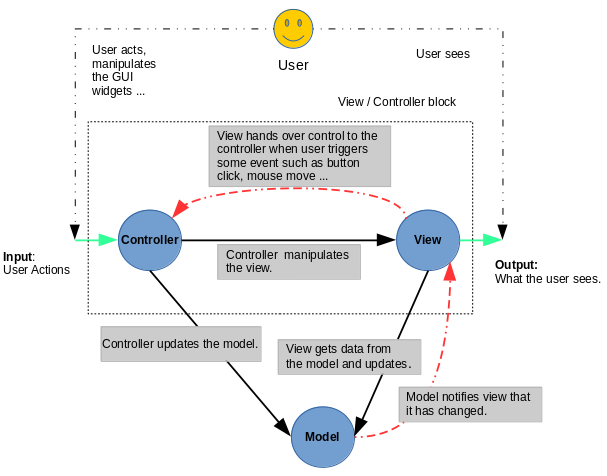 User
User acts,
manipulates
the GUI
widgets ...
User sees
View / Controller block
View hands over control to the
controller when user triggers
some event such as button
click, mouse move ...
Controller
View
Controller  manipulates
the view.
Input:
User Actions
Output:
What the user sees.
Controller updates the model.
View gets data from
the model and updates.
Model notifies view that
it has changed.
Model